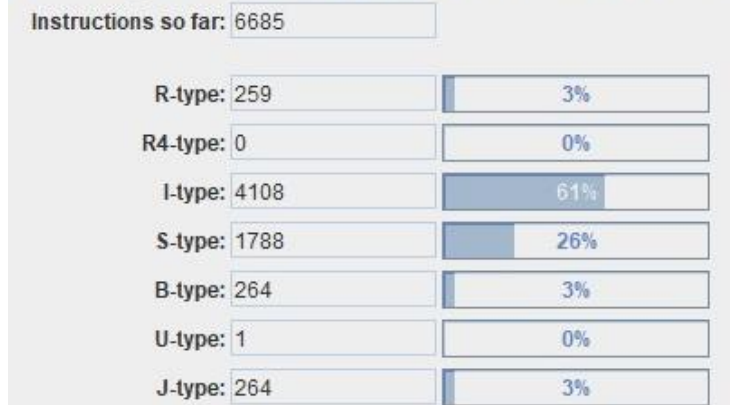 Instructions so far: 6685
R-type: 259 3%
R4-type: 0 0%
I-type: 4108 61%
S-type: 1788 26%
B-type: 264 3%
U-type: 1 0%
J-type: 264 3%